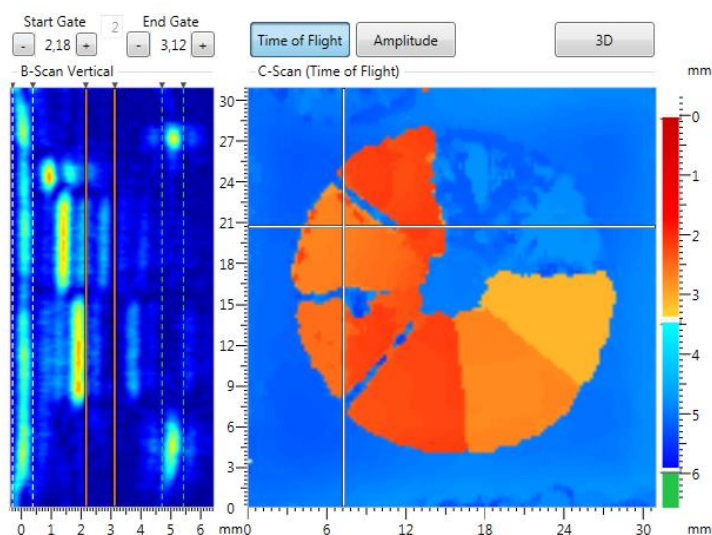 Start Gate
End Gate
- 2,18 +
2
- 3,12 +
Time of Flight
Amplitude
3D
B-Scan Vertical
C-Scan (Time of Flight)
mm
30
27
24
21
18
15
12
9
6
3
0
0
1
2
3
4
5
6
0 1 2 3 4 5 6 mm
0 6 12 18 24 30 mm
mm